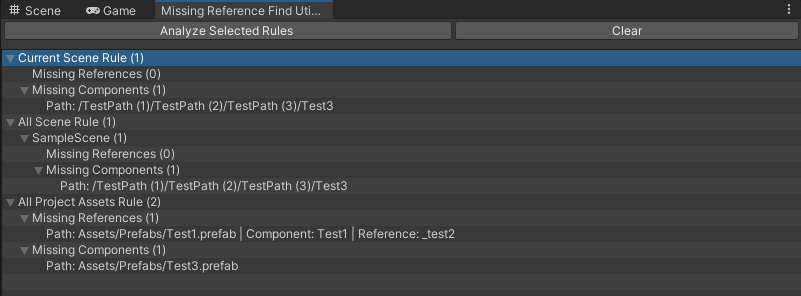 Scene Game Missing Reference Find Uti...
Analyze Selected Rules Clear
Current Scene Rule (1)
Missing References (0)
Missing Components (1)
Path: /TestPath (1)/TestPath (2)/TestPath (3)/Test3
All Scene Rule (1)
SampleScene (1)
Missing References (0)
Missing Components (1)
Path: /TestPath (1)/TestPath (2)/TestPath (3)/Test3
All Project Assets Rule (2)
Missing References (1)
Path: Assets/Prefabs/Test1.prefab | Component: Test1 | Reference: _test2
Missing Components (1)
Path: Assets/Prefabs/Test3.prefab